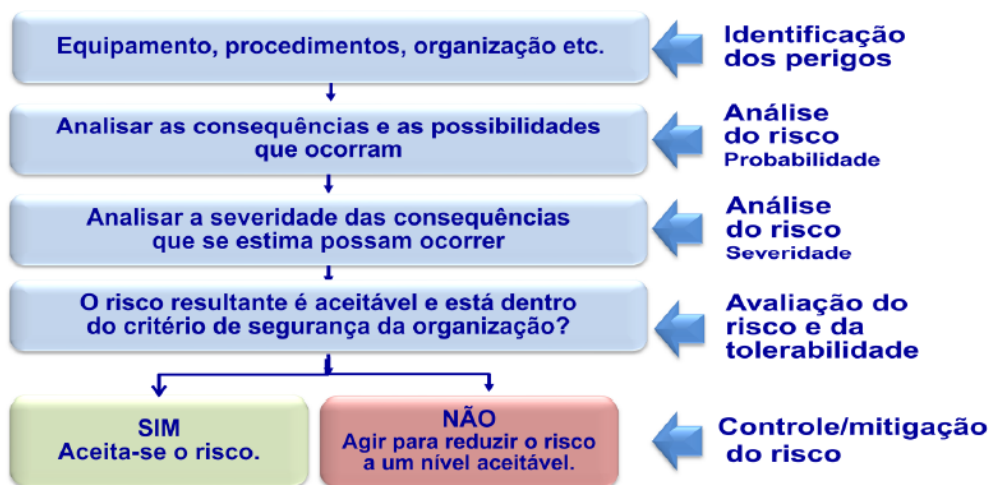 Equipamento, procedimentos, organização etc.
Identificação
dos perigos
Analisar as consequências e as possibilidades
que ocorram
Análise
do risco
Probabilidade
Analisar a severidade das consequências
que se estima possam ocorrer
Análise
do risco
Severidade
O risco resultante é aceitável e está dentro
do critério de segurança da organização?
Avaliação do
risco e da
tolerabilidade
SIM
Aceita-se o risco.
NÃO
Agir para reduzir o risco
a um nível aceitável.
Controle/mitigação
do risco